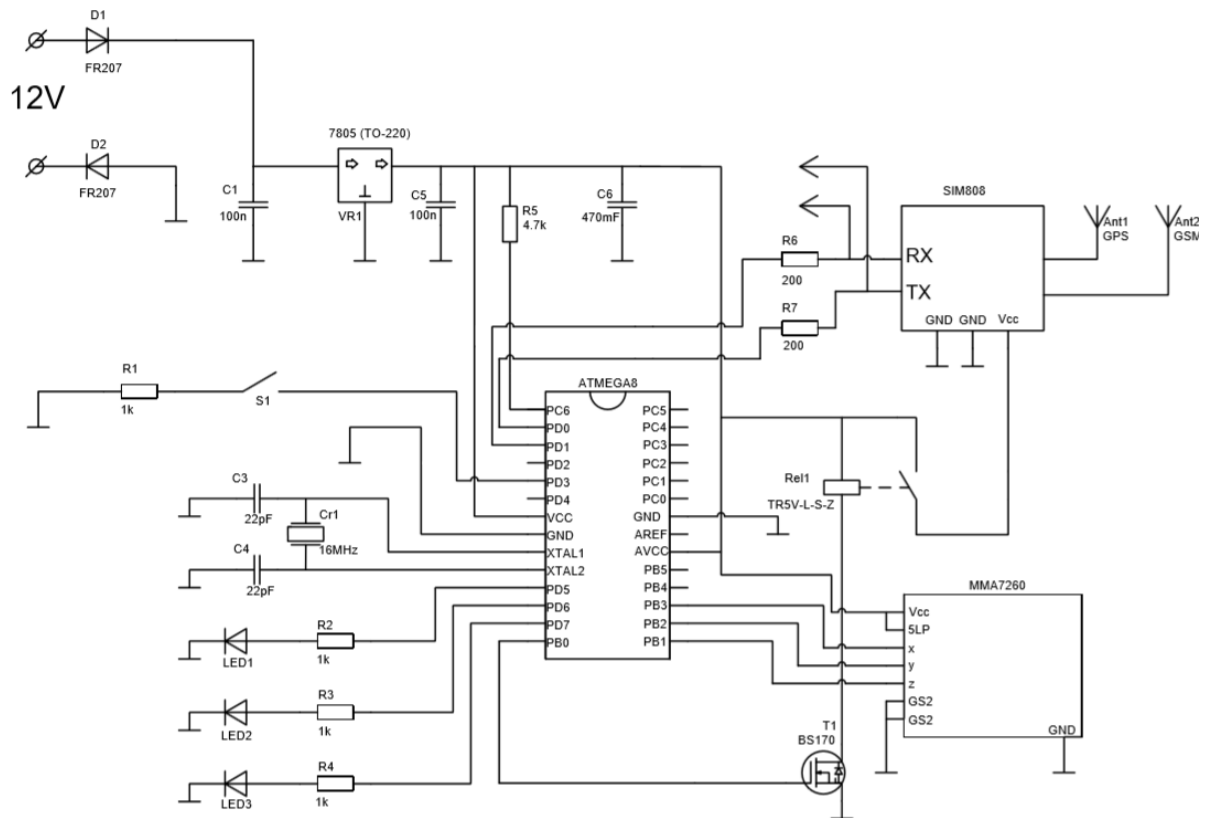 D1
FR207
12V
D2
FR207
7805 (TO-220)
VR1
C1
100n
C5
100n
R5
4.7k
C6
470mF
SIM808
RX
TX
GND
GND
Vcc
Ant1
GPS
Ant2
GSM
R6
200
R7
200
R1
1k
S1
ATMEGA8
PC6
PD0
PD1
PD2
PD3
PD4
VCC
GND
XTAL1
XTAL2
PD5
PD6
PD7
PB0
PC5
PC4
PC3
PC2
PC1
PC0
GND
AREF
AVCC
PB5
PB4
PB3
PB2
PB1
C3
22pF
Cr1
16MHz
C4
22pF
R2
1k
LED1
R3
1k
LED2
R4
1k
LED3
Rel1
TR5V-L-S-Z
MMA7260
Vcc
5LP
x
y
z
GS2
GS2
GND
T1
BS170